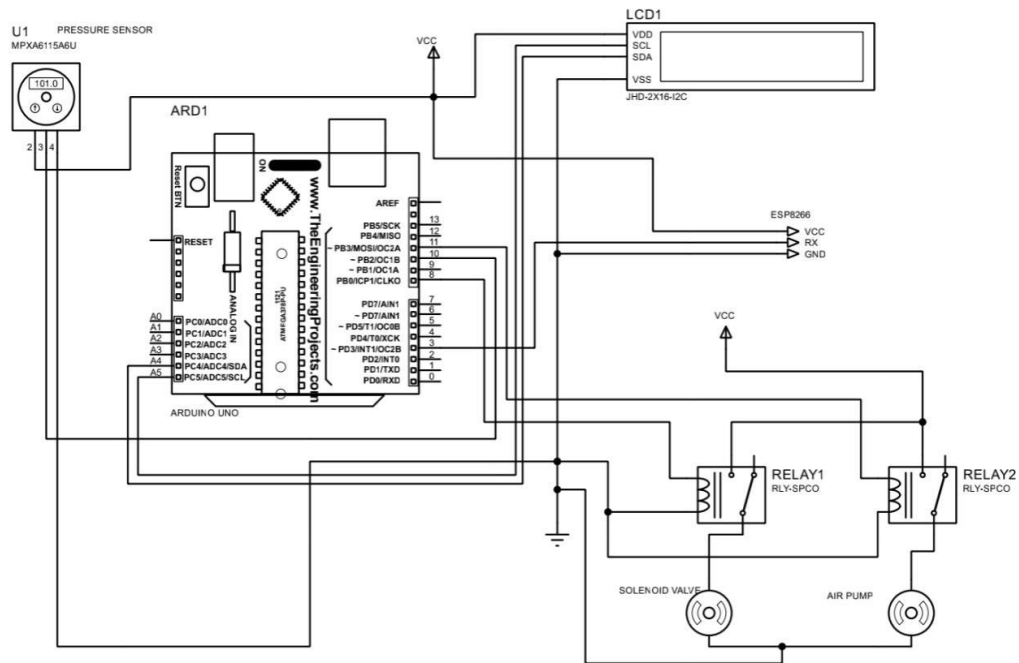 U1 PRESSURE SENSOR
MPXA6115A6U
101.0
2 3 4
VCC
LCD1
VDD
SCL
SDA
VSS
JHD-2X16-I2C
ARD1
Reset BTN
ON
www.TheEngineeringProjects.com
ANALOG IN
RESET
A0 PC0/ADC0
A1 PC1/ADC1
A2 PC2/ADC2
A3 PC3/ADC3
A4 PC4/ADC4/SDA
A5 PC5/ADC5/SCL
AREF
PB5/SCK 13
PB4/MISO 12
~ PB3/MOSI/OC2A 11
~ PB2/OC1B 10
~ PB1/OC1A 9
PB0/ICP1/CLKO 8
PD7/AIN1 7
~ PD7/AIN1 6
~ PD5/T1/OC0B 5
PD4/T0/XCK 4
~ PD3/INT1/OC2B 3
PD2/INT0 2
PD1/TXD 1
PD0/RXD 0
ARDUINO UNO
ESP8266
VCC
RX
GND
VCC
RELAY1
RLY-SPCO
RELAY2
RLY-SPCO
SOLENOID VALVE
AIR PUMP